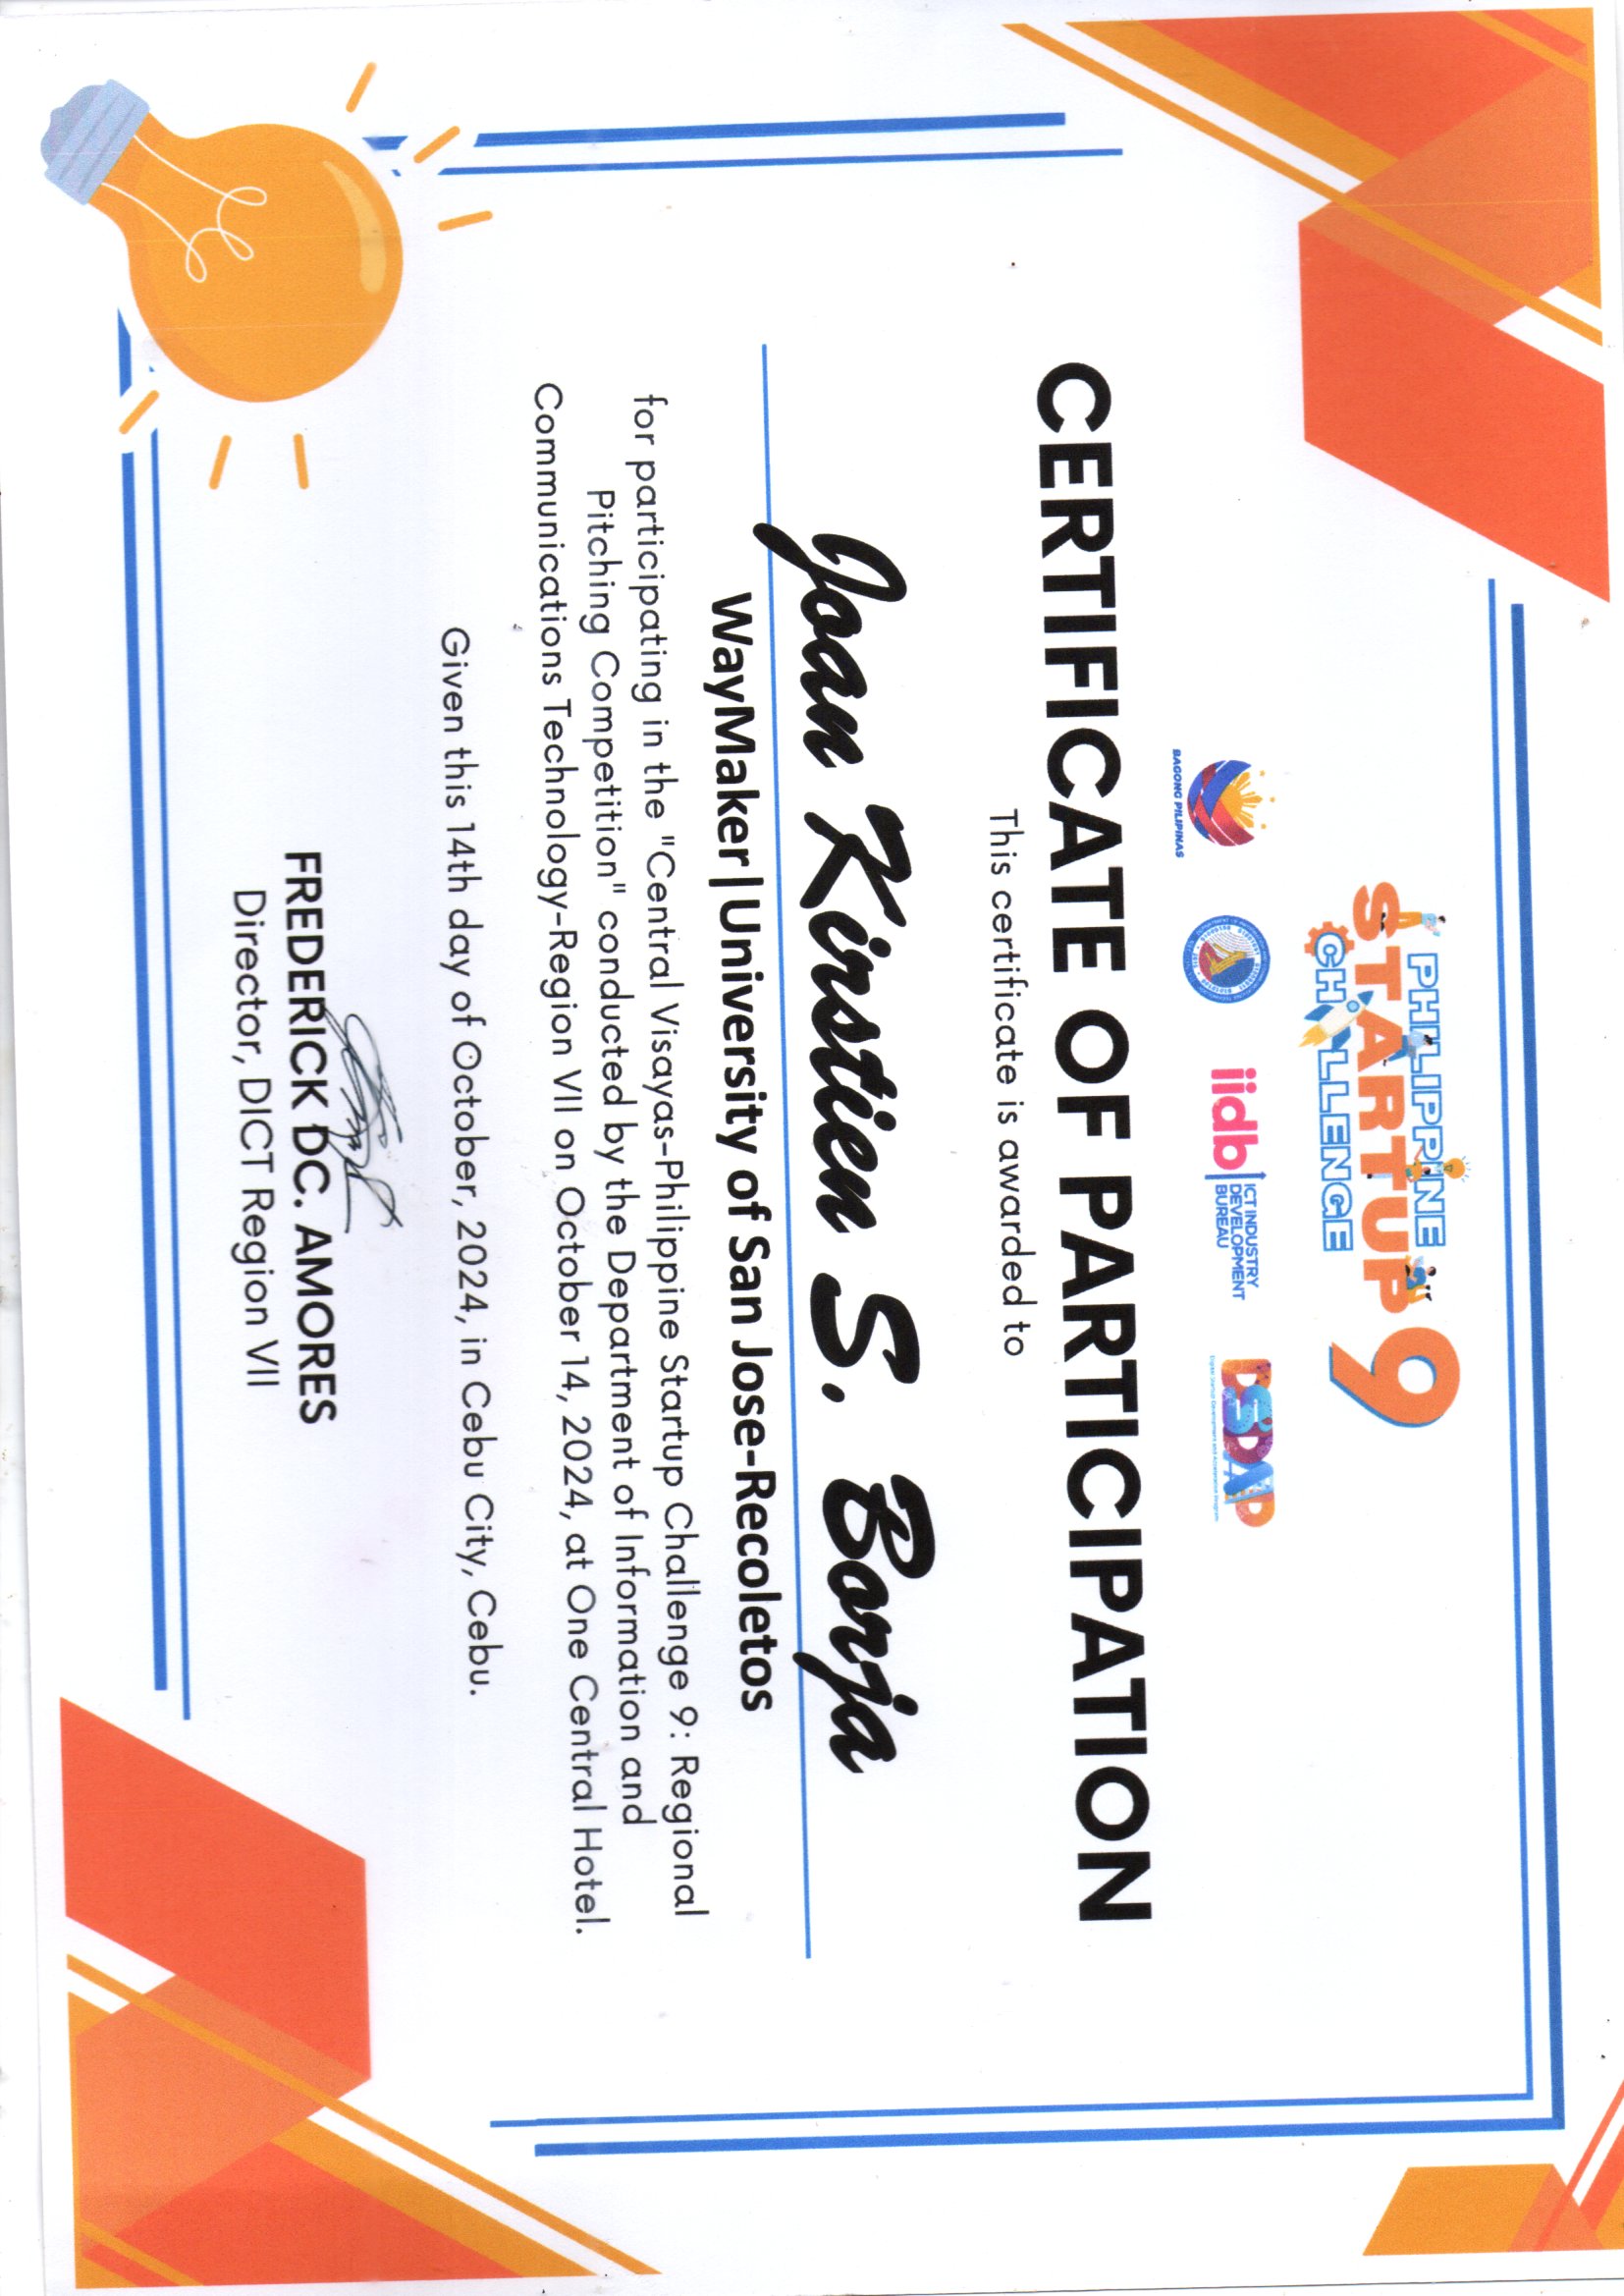 PHILIPPINE
STARTUP 9
CHALLENGE
BAGONG PILIPINAS
iidb ICT INDUSTRY
DEVELOPMENT
BUREAU
DSDAP
Digital Startup Development and Acceleration Program
CERTIFICATE OF PARTICIPATION
This certificate is awarded to
Joan Kirstien S. Borja
WayMaker|University of San Jose-Recoletos
for participating in the "Central Visayas-Philippine Startup Challenge 9: Regional
Pitching Competition" conducted by the Department of Information and
Communications Technology-Region VII on October 14, 2024, at One Central Hotel.
Given this 14th day of October, 2024, in Cebu City, Cebu.
FREDERICK DC. AMORES
Director, DICT Region VII